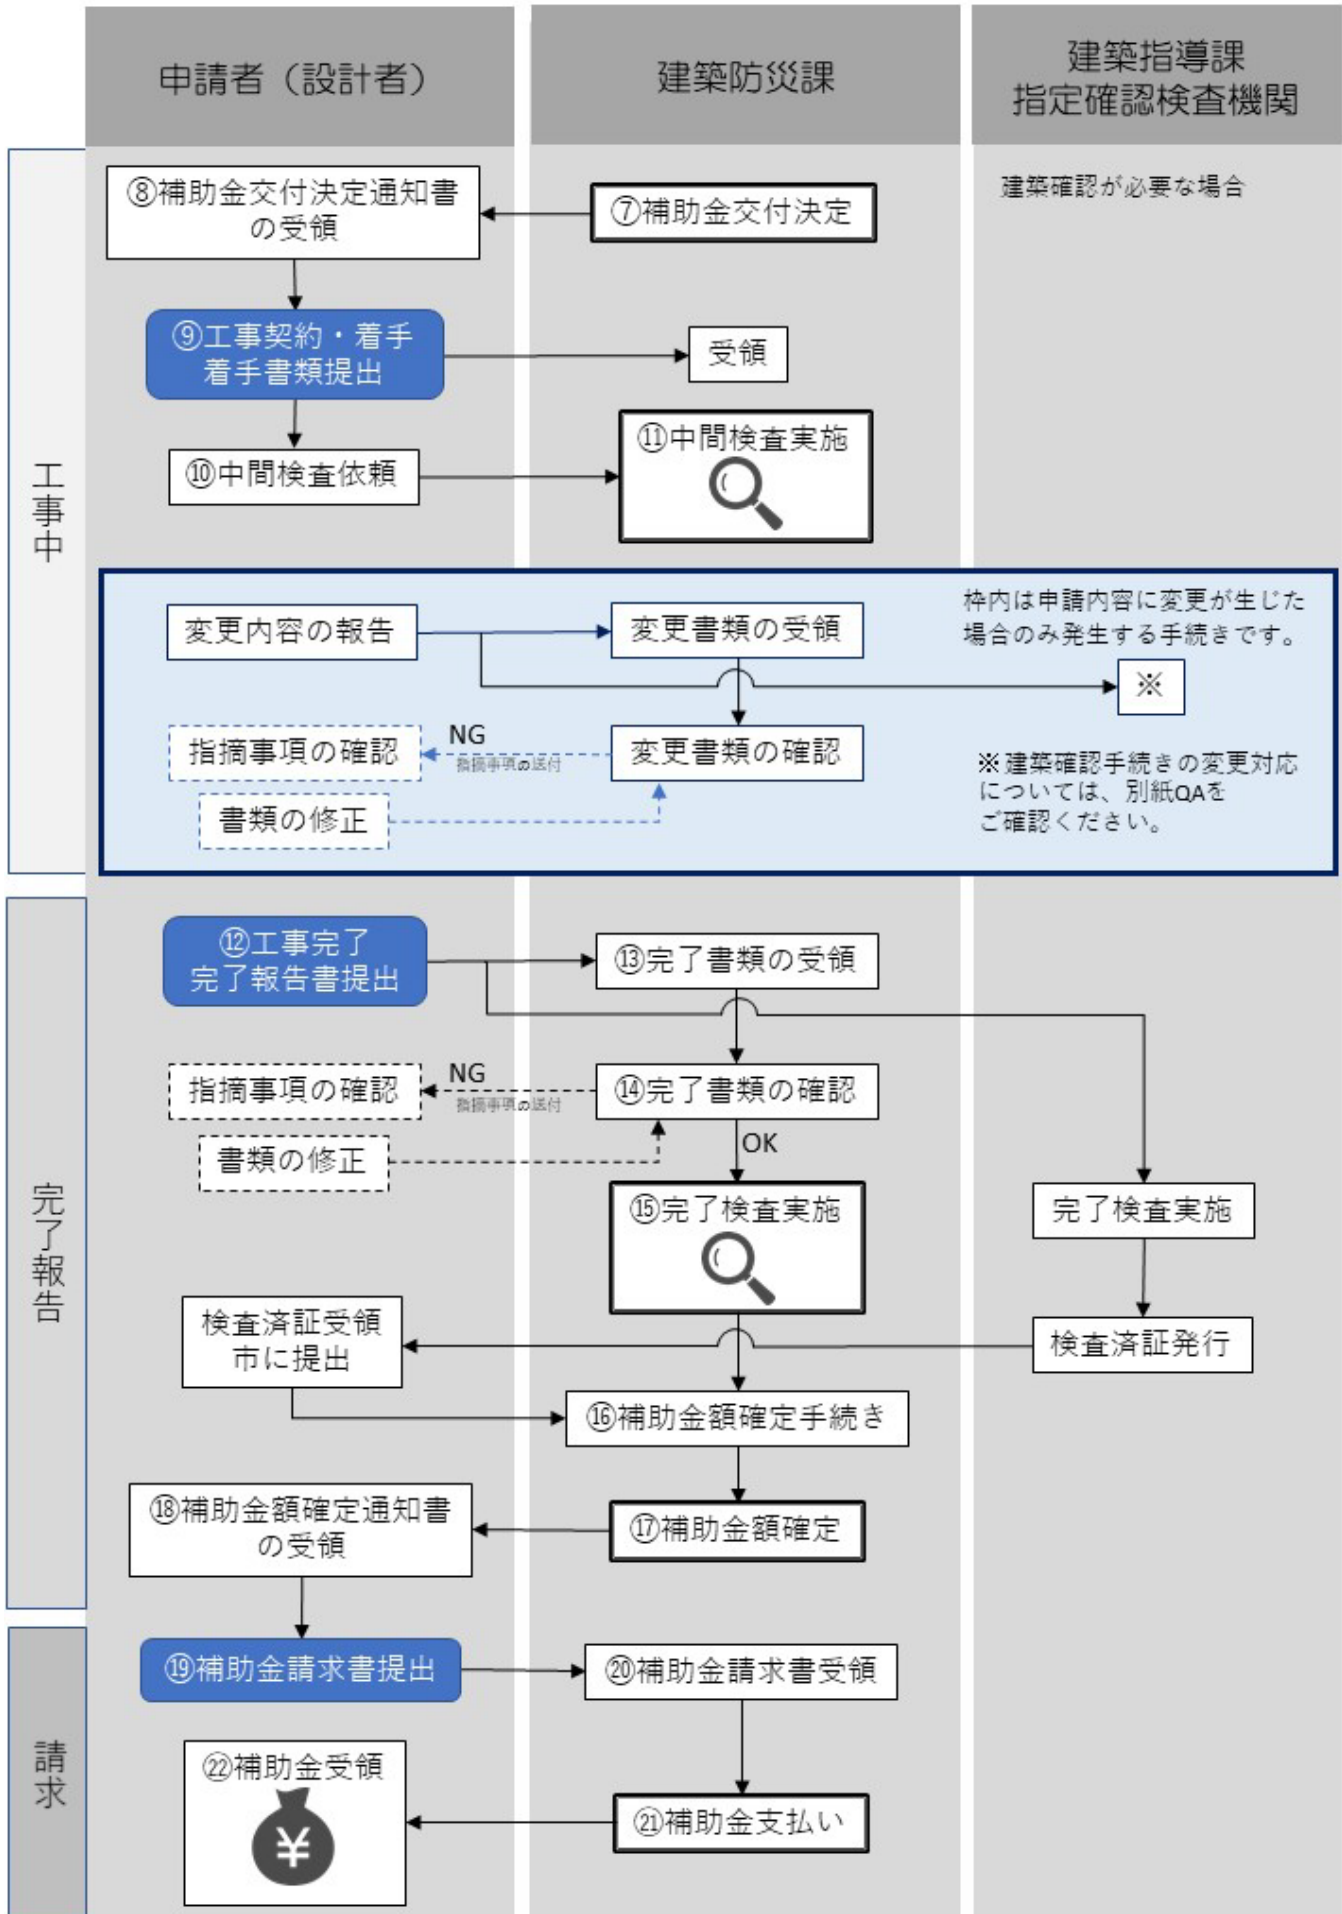 申請者（設計者）
建築防災課
建築指導課
指定確認検査機関
工事中
⑧補助金交付決定通知書
の受領
⑦補助金交付決定
建築確認が必要な場合
⑨工事契約・着手
着手書類提出
受領
⑩中間検査依頼
⑪中間検査実施
変更内容の報告
変更書類の受領
枠内は申請内容に変更が生じた
場合のみ発生する手続きです。
※
指摘事項の確認
NG
指摘事項の送付
変更書類の確認
書類の修正
※建築確認手続きの変更対応
については、別紙QAを
ご確認ください。
完了報告
⑫工事完了
完了報告書提出
⑬完了書類の受領
指摘事項の確認
NG
指摘事項の送付
⑭完了書類の確認
書類の修正
OK
⑮完了検査実施
完了検査実施
検査済証受領
市に提出
検査済証発行
⑯補助金額確定手続き
⑱補助金額確定通知書
の受領
⑰補助金額確定
請求
⑲補助金請求書提出
⑳補助金請求書受領
㉒補助金受領
¥
㉑補助金支払い